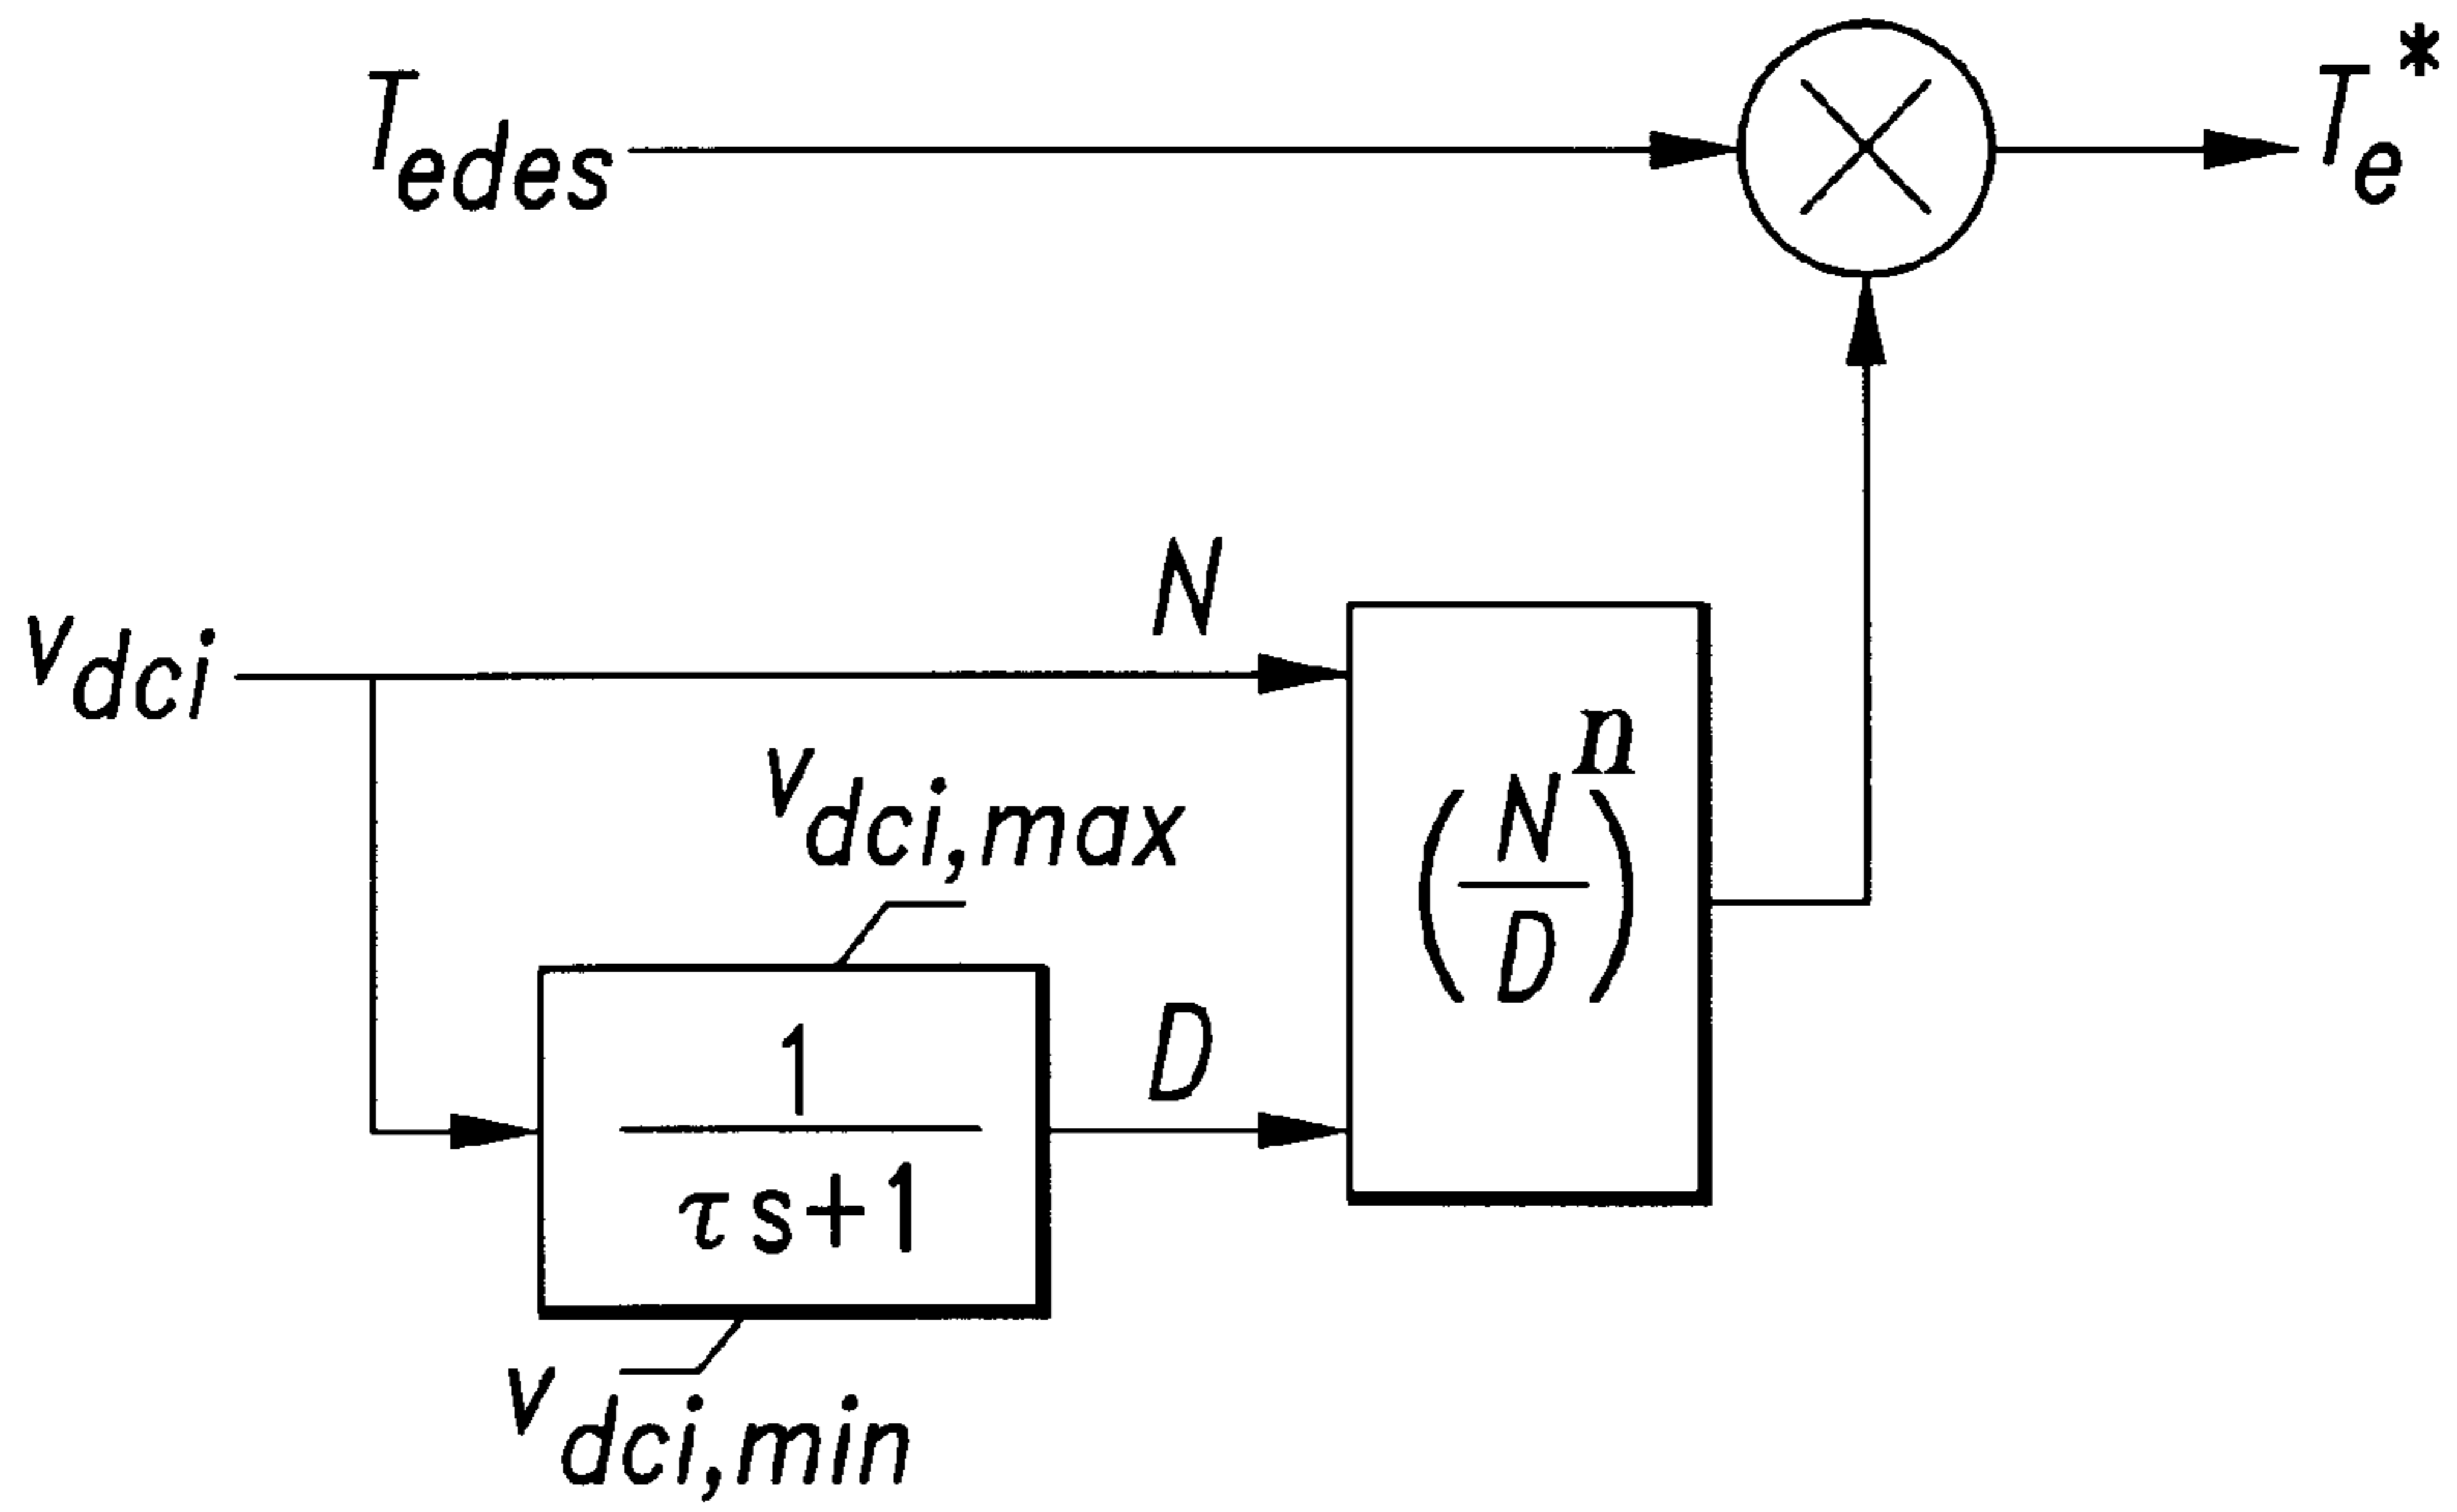 T_edes
T_e*
N
v_dci
v_dci,max
(N/D)^n
D
1
τs+1
v_dci,min